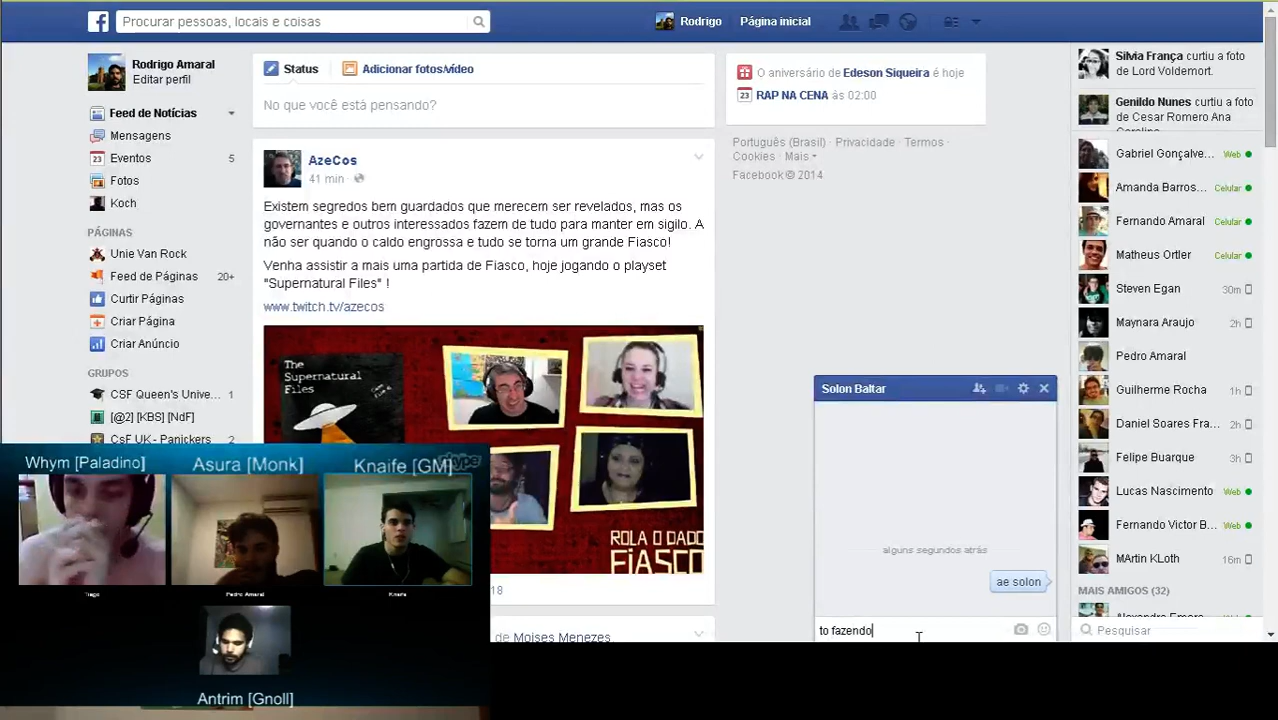 Procurar pessoas, locais e coisas
Rodrigo
Página inicial
Rodrigo Amaral
Editar perfil
Feed de Notícias
Mensagens
Eventos 5
Fotos
Koch
PÁGINAS
Unie Van Rock
Feed de Páginas 20+
Curtir Páginas
Criar Página
Criar Anúncio
GRUPOS
CSF Queen's Unive... 1
[@2] [KBS] [NdF]
CsF UK - Panickers 2
Status
Adicionar fotos/vídeo
No que você está pensando?
AzeCos
41 min
Existem segredos bem guardados que merecem ser revelados, mas os
governantes e outros interessados fazem de tudo para manter em sigilo. A
não ser quando o caldo engrossa e tudo se torna um grande Fiasco!
Venha assistir a mais uma partida de Fiasco, hoje jogando o playset
"Supernatural Files" !
www.twitch.tv/azecos
The
Supernatural
Files
ROLA O DADO
FiASCO
18
de Moises Menezes
O aniversário de Edeson Siqueira é hoje
23 RAP NA CENA às 02:00
Português (Brasil) · Privacidade · Termos ·
Cookies · Mais
Facebook © 2014
Silvia França curtiu a foto
de Lord Voldemort.
Genildo Nunes curtiu a foto
de Cesar Romero Ana
Gabriel Gonçalve... Web
Amanda Barros... Celular
Fernando Amaral Celular
Matheus Ortler
Steven Egan 30m
Maynara Araujo 2h
Pedro Amaral
Guilherme Rocha 1h
Daniel Soares Fra... 2h
Felipe Buarque 3h
Lucas Nascimento Web
Fernando Victor B... Web
MArtin KLoth 16m
MAIS AMIGOS (32)
Pesquisar
Solon Baltar
alguns segundos atrás
ae solon
to fazendo
Whym [Paladino]
Asura [Monk]
Knaife [GM]
skype
Tiago
Pedro Amaral
Knaife
Antrim [Gnoll]